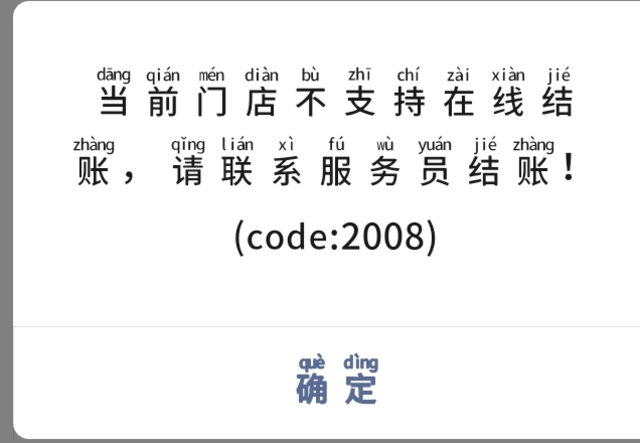 dāng qián mén diàn bù zhī chí zài xiàn jié
当前门店不支持在线结
zhàng qǐng lián xì fú wù yuán jié zhàng
账，请联系服务员结账！
(code:2008)
què dìng
确定